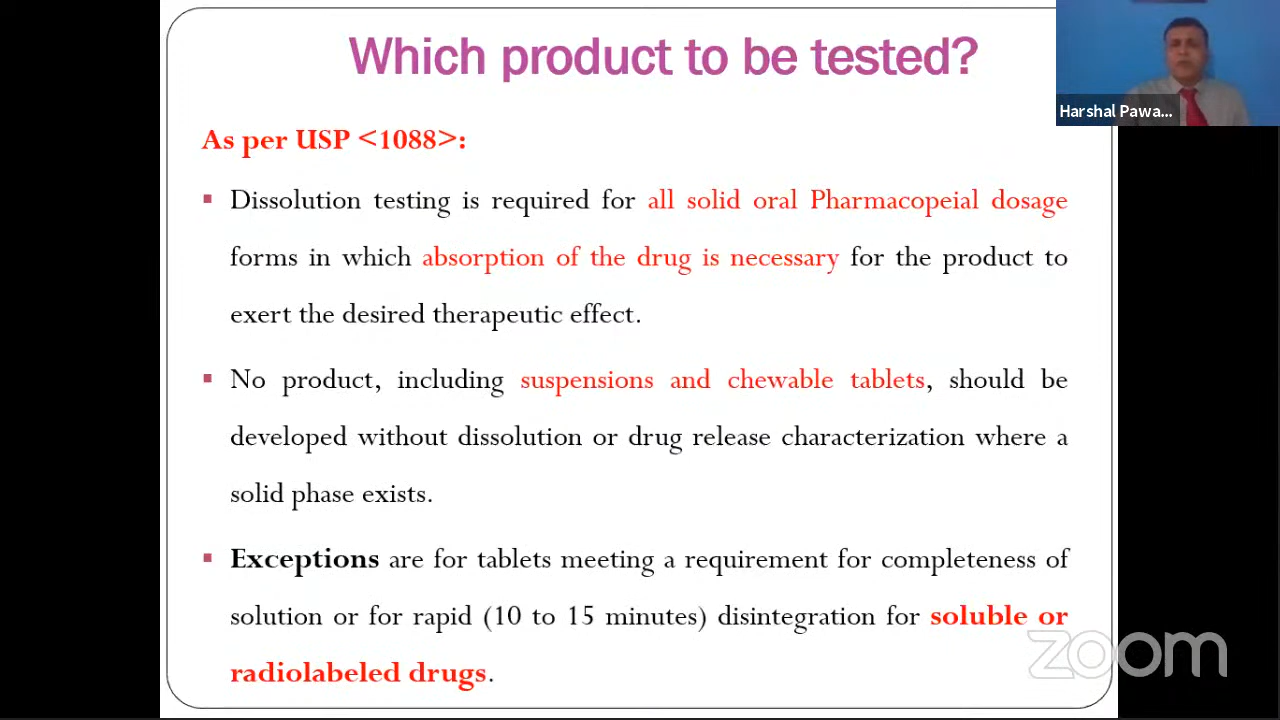 Which product to be tested?
Harshal Pawa...
As per USP <1088>:
▪ Dissolution testing is required for all solid oral Pharmacopeial dosage
forms in which absorption of the drug is necessary for the product to
exert the desired therapeutic effect.
▪ No product, including suspensions and chewable tablets, should be
developed without dissolution or drug release characterization where a
solid phase exists.
▪ Exceptions are for tablets meeting a requirement for completeness of
solution or for rapid (10 to 15 minutes) disintegration for soluble or
radiolabeled drugs.
zoom